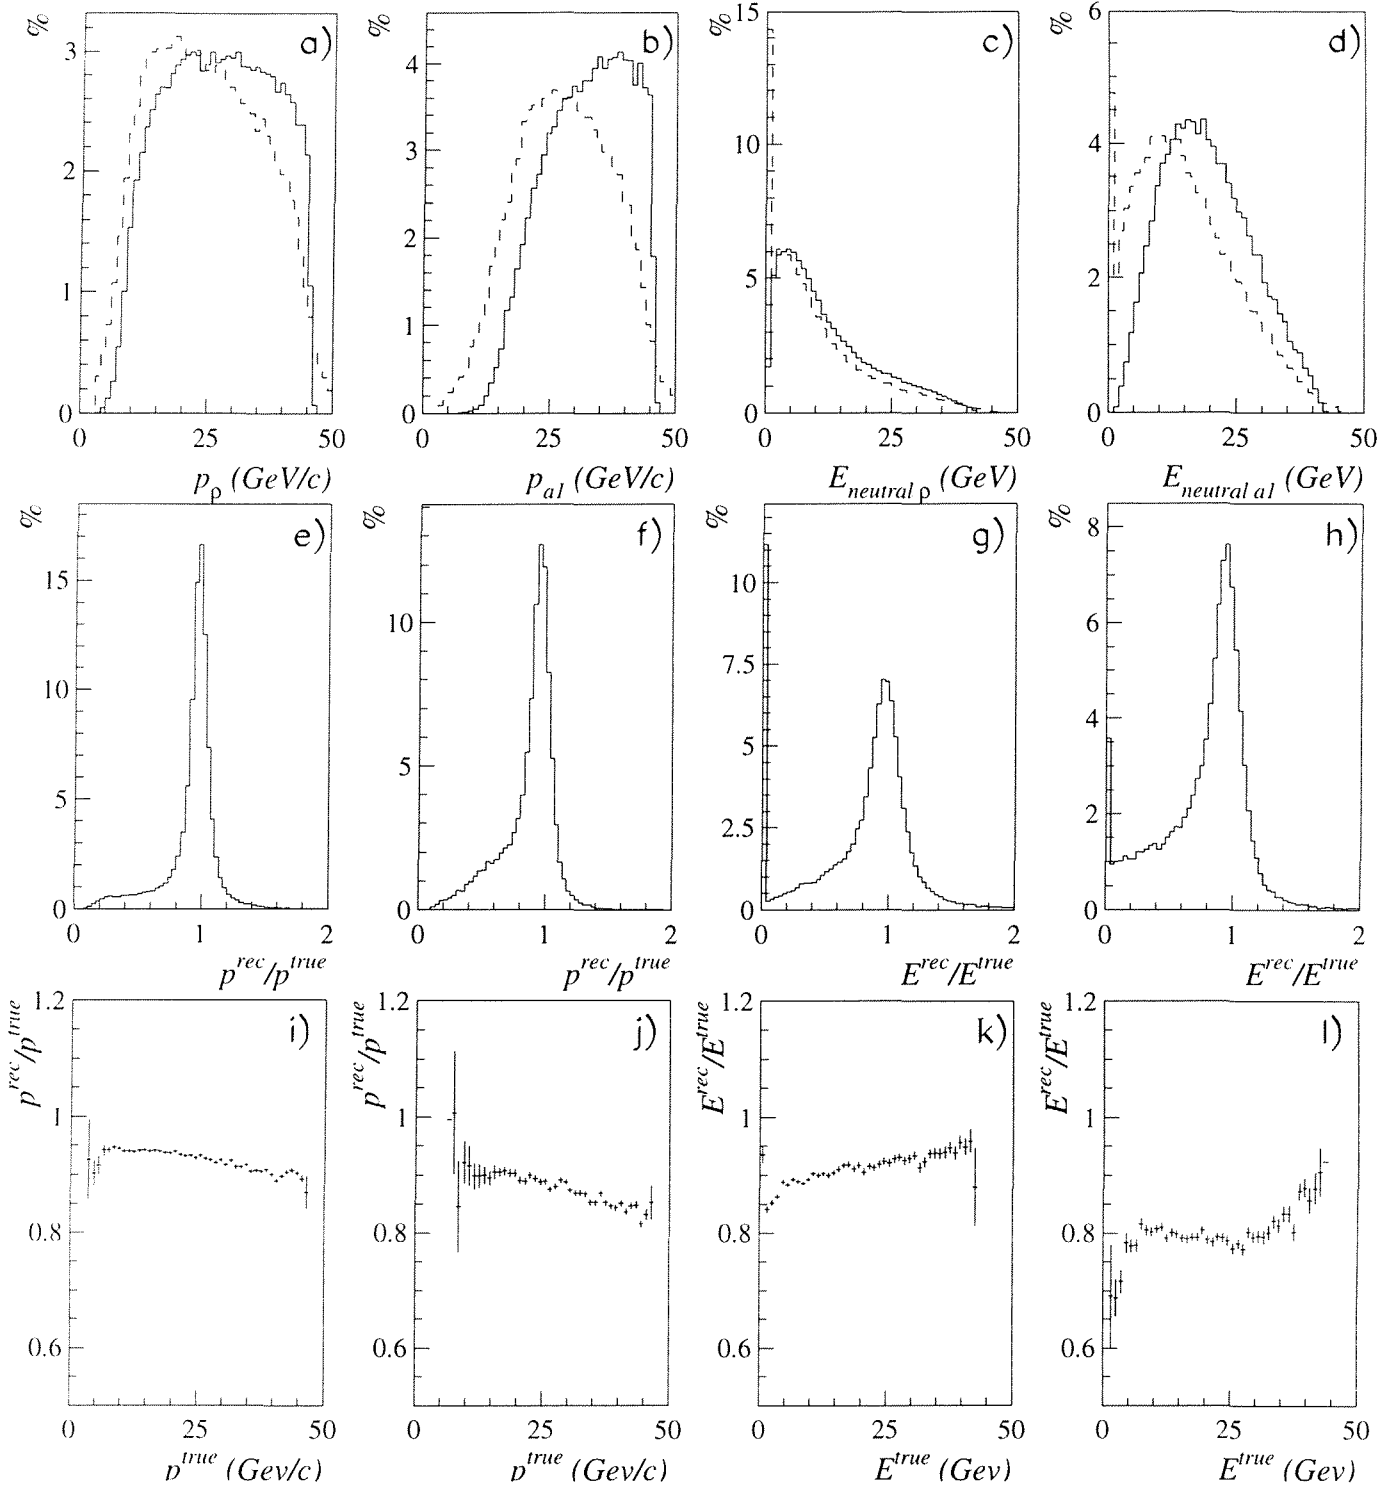 % a) 3 2 1 0 0 25 50 p_ρ (GeV/c)
% b) 4 3 2 1 0 0 25 50 p_a1 (GeV/c)
% c) 15 10 5 0 0 25 50 E_neutral ρ (GeV)
% d) 6 4 2 0 0 25 50 E_neutral a1 (GeV)
% e) 15 10 5 0 0 1 2 p^rec/p^true
% f) 10 5 0 0 1 2 p^rec/p^true
% g) 10 7.5 5 2.5 0 0 1 2 E^rec/E^true
% h) 8 6 4 2 0 0 1 2 E^rec/E^true
p^rec/p^true i) 1.2 1 0.8 0.6 0 25 50 p^true (Gev/c)
p^rec/p^true j) 1.2 1 0.8 0.6 0 25 50 p^true (Gev/c)
E^rec/E^true k) 1.2 1 0.8 0.6 0 25 50 E^true (Gev)
E^rec/E^true l) 1.2 1 0.8 0.6 0 25 50 E^true (Gev)